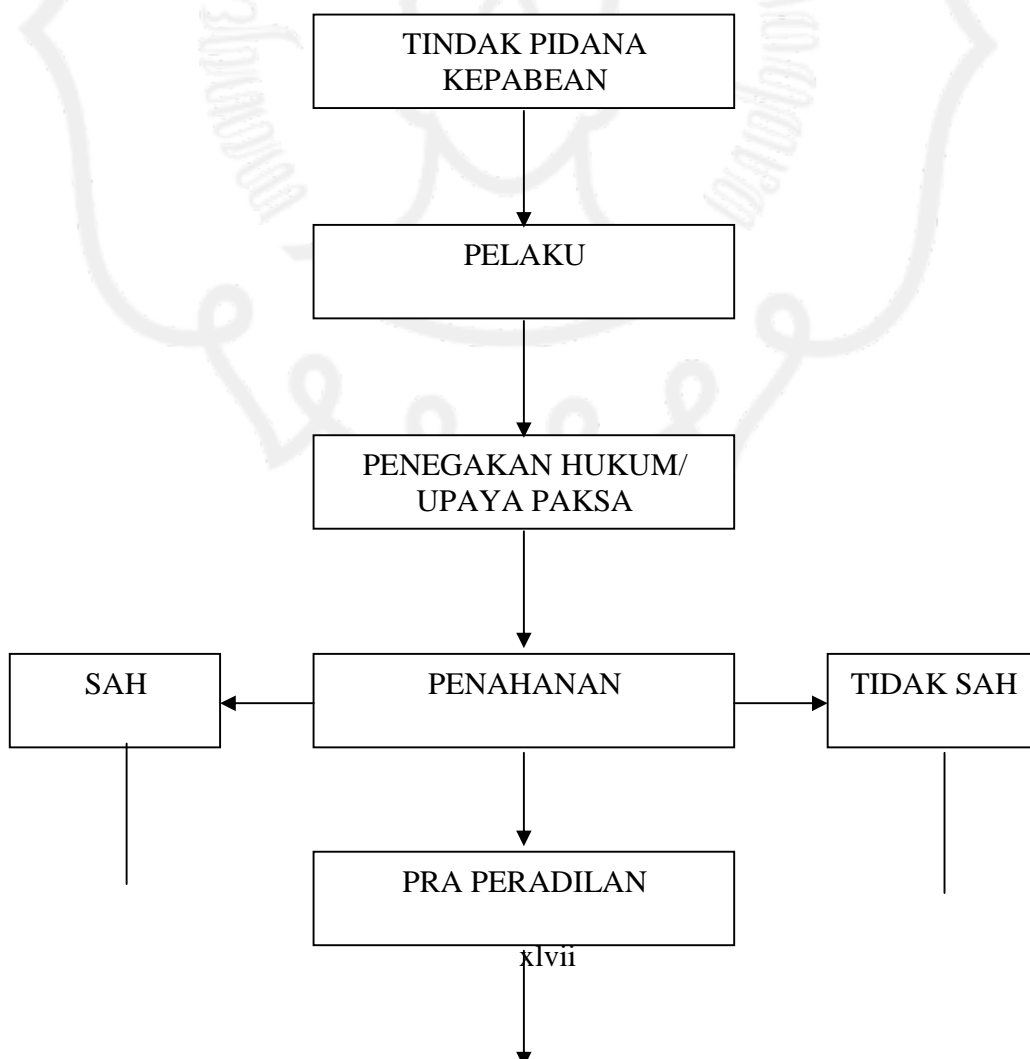 TINDAK PIDANA
KEPABEAN
PELAKU
PENEGAKAN HUKUM/
UPAYA PAKSA
SAH
PENAHANAN
TIDAK SAH
PRA PERADILAN
xlvii